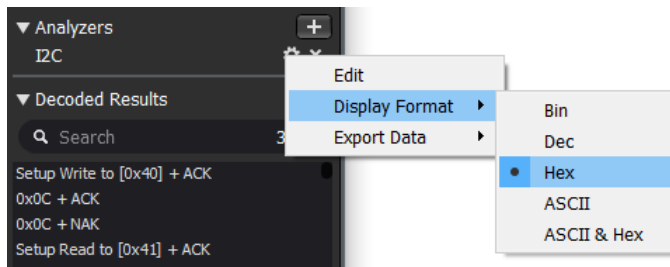 Analyzers
I2C
Decoded Results
Search
Setup Write to [0x40] + ACK
0x0C + ACK
0x0C + NAK
Setup Read to [0x41] + ACK
Edit
Display Format
Export Data
Bin
Dec
Hex
ASCII
ASCII & Hex